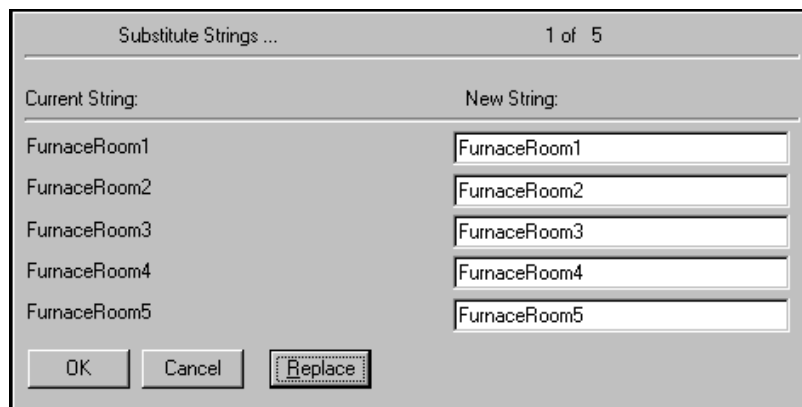 Substitute Strings ... 1 of 5
Current String: New String:
FurnaceRoom1 FurnaceRoom1
FurnaceRoom2 FurnaceRoom2
FurnaceRoom3 FurnaceRoom3
FurnaceRoom4 FurnaceRoom4
FurnaceRoom5 FurnaceRoom5
OK Cancel Replace